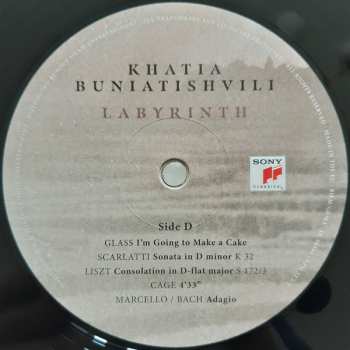 KHATIA
BUNIATISHVILI
LABYRINTH
SONY
CLASSICAL
Side D
GLASS I'm Going to Make a Cake
SCARLATTI Sonata in D minor K 32
LISZT Consolation in D-flat major S 172/3
CAGE 4'33"
MARCELLO / BACH Adagio